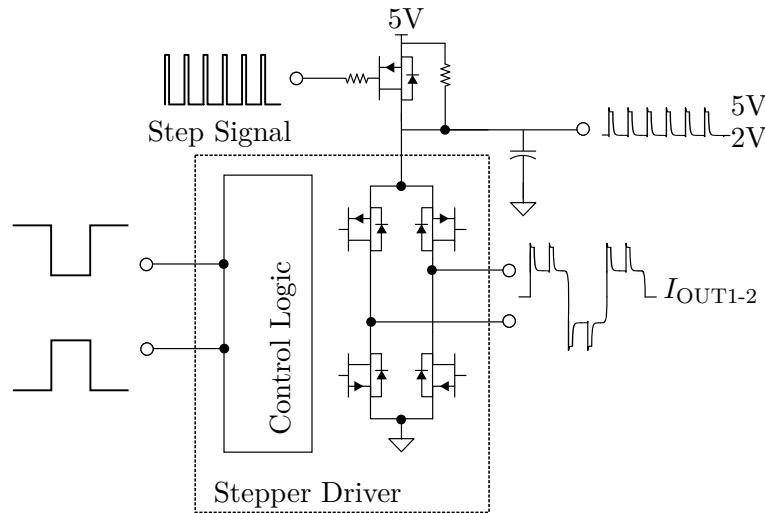 5V
Step Signal
5V
2V
Control Logic
I_OUT1-2
Stepper Driver